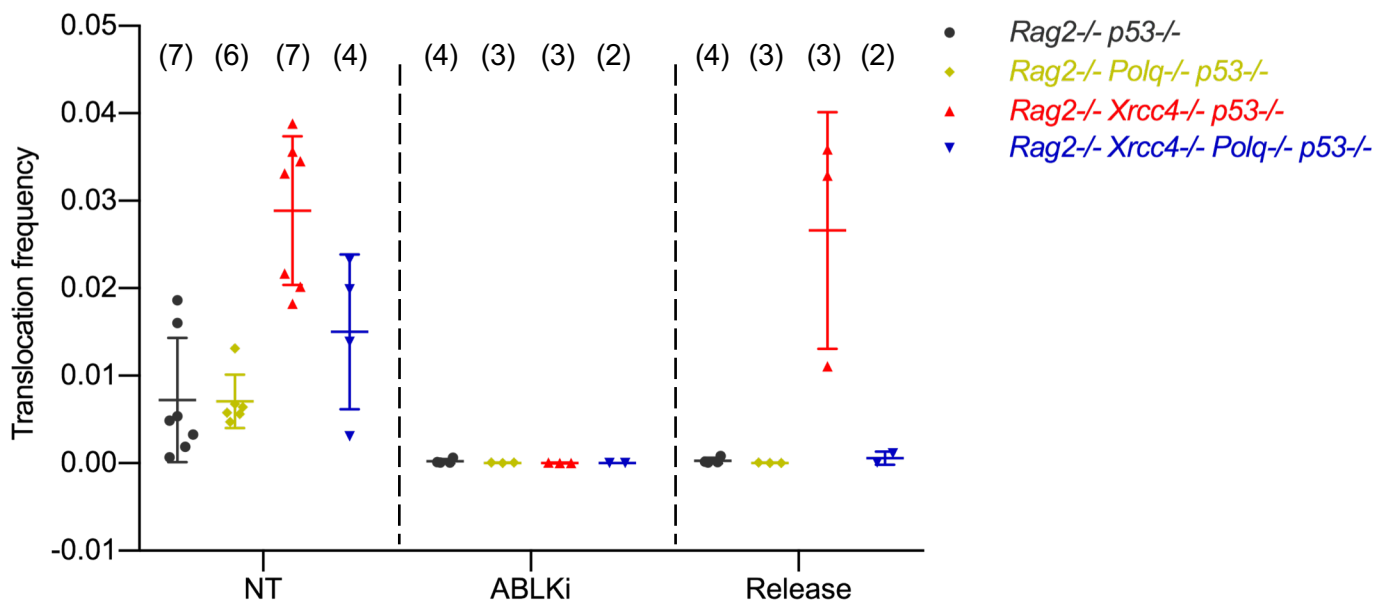 Translocation frequency
0.05
0.04
0.03
0.02
0.01
0.00
-0.01
(7) (6) (7) (4) (4) (3) (3) (2) (4) (3) (3) (2)
NT ABLKi Release
Rag2-/- p53-/-
Rag2-/- Polq-/- p53-/-
Rag2-/- Xrcc4-/- p53-/-
Rag2-/- Xrcc4-/- Polq-/- p53-/-